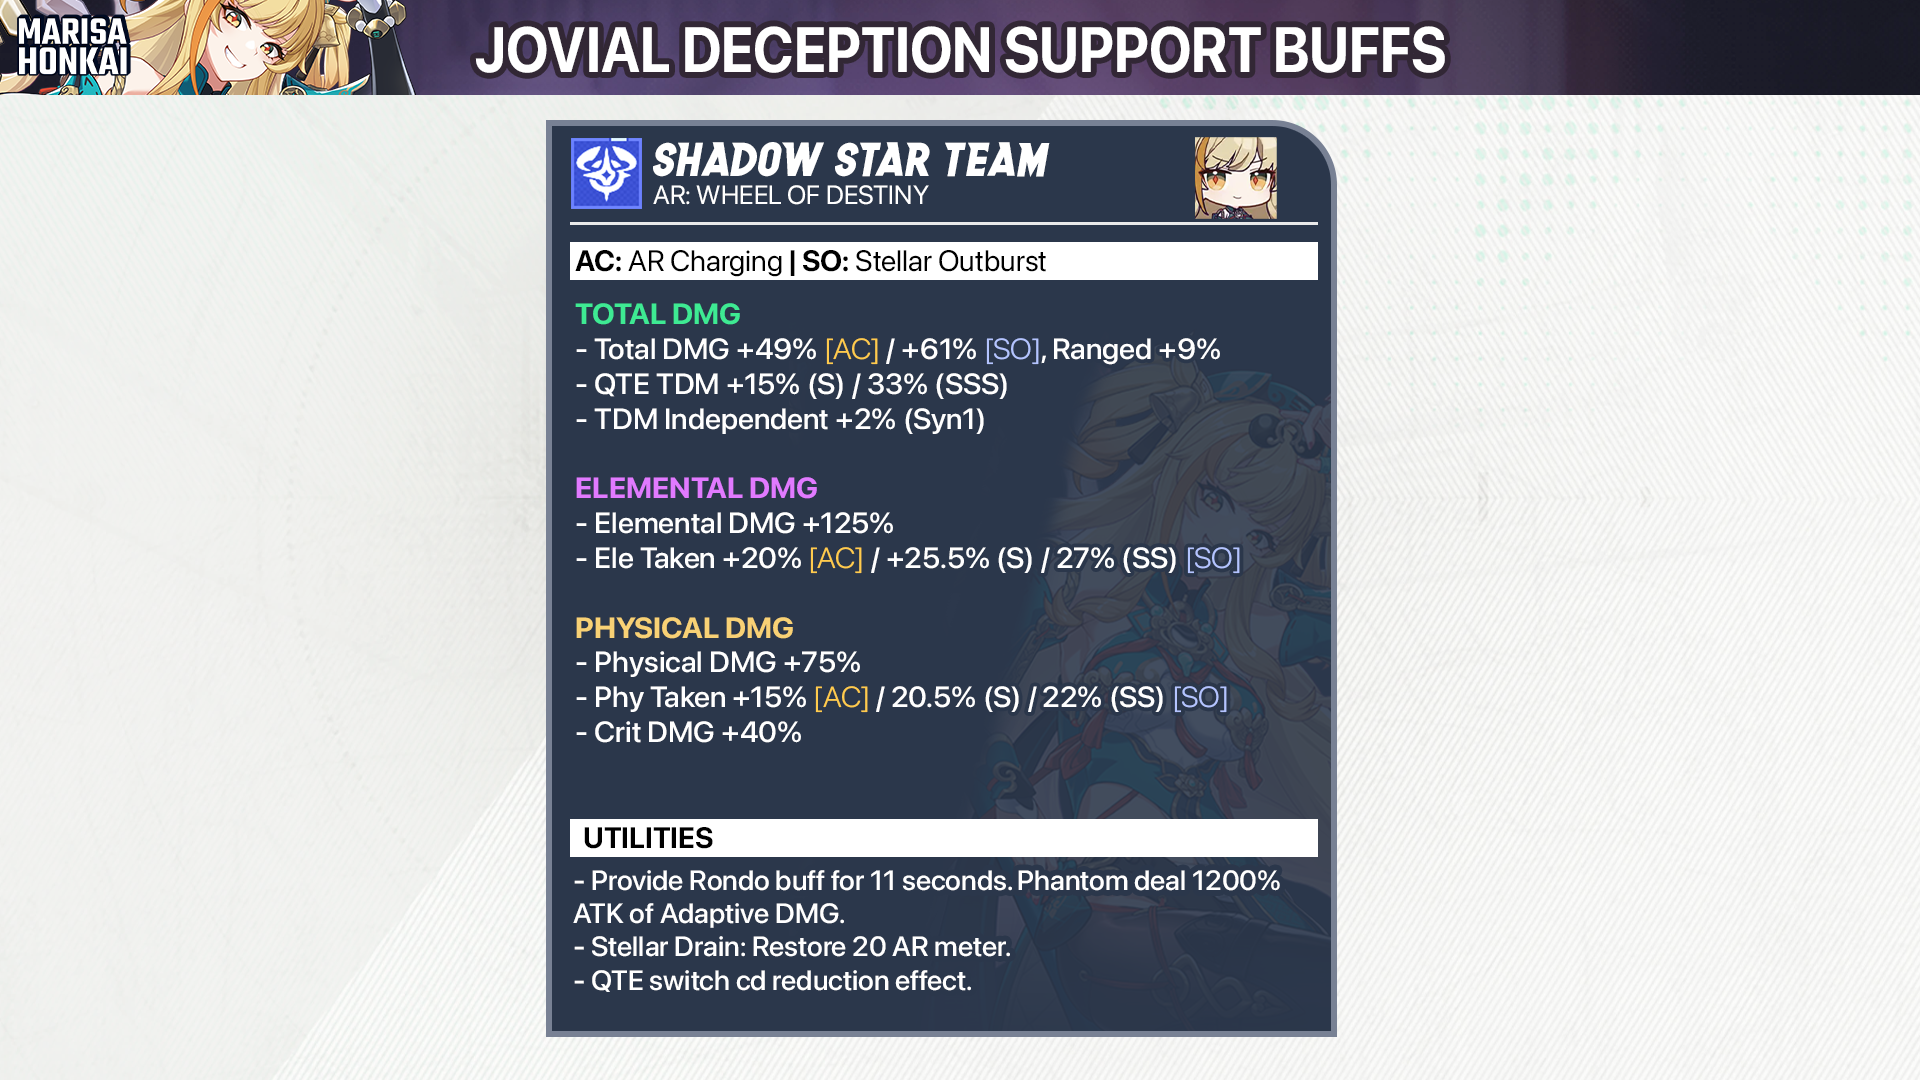 MARISA
HONKAI
JOVIAL DECEPTION SUPPORT BUFFS
SHADOW STAR TEAM
AR: WHEEL OF DESTINY
AC: AR Charging | SO: Stellar Outburst
TOTAL DMG
- Total DMG +49% [AC] / +61% [SO], Ranged +9%
- QTE TDM +15% (S) / 33% (SSS)
- TDM Independent +2% (Syn1)
ELEMENTAL DMG
- Elemental DMG +125%
- Ele Taken +20% [AC] / +25.5% (S) / 27% (SS) [SO]
PHYSICAL DMG
- Physical DMG +75%
- Phy Taken +15% [AC] / 20.5% (S) / 22% (SS) [SO]
- Crit DMG +40%
UTILITIES
- Provide Rondo buff for 11 seconds. Phantom deal 1200%
ATK of Adaptive DMG.
- Stellar Drain: Restore 20 AR meter.
- QTE switch cd reduction effect.